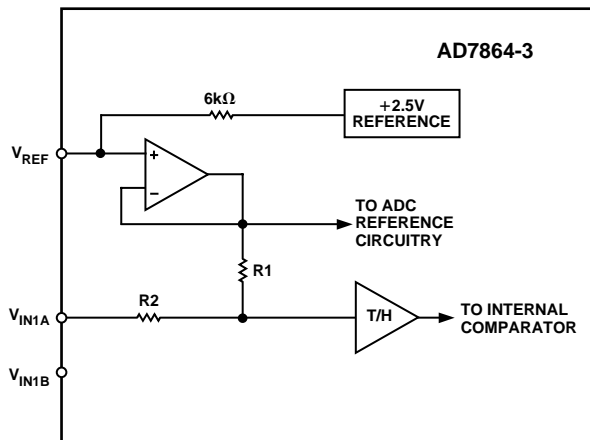 AD7864-3
6kΩ
+2.5V
REFERENCE
VREF
+
–
TO ADC
REFERENCE
CIRCUITRY
R1
R2
VIN1A
T/H
TO INTERNAL
COMPARATOR
VIN1B